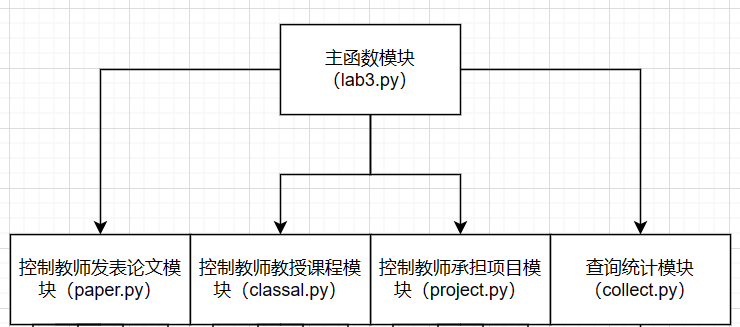 主函数模块
（lab3.py）
控制教师发表论文模
块（paper.py）
控制教师教授课程模
块（classal.py）
控制教师承担项目模
块（project.py）
查询统计模块
（collect.py）